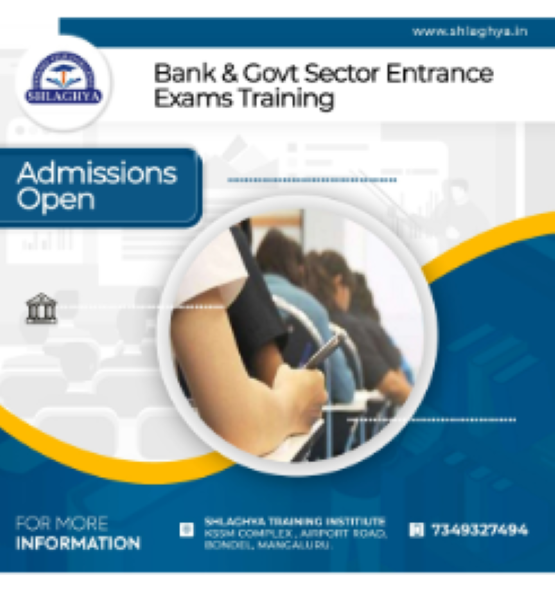 www.shlaghya.in
SHLAGHYA
Bank & Govt Sector Entrance
Exams Training
Admissions
Open
FOR MORE
INFORMATION
SHLAGHYA TRAINING INSTITIUTE
KSSM COMPLEX, AIRPORT ROAD,
BONDEL, MANGALURU.
7349327494